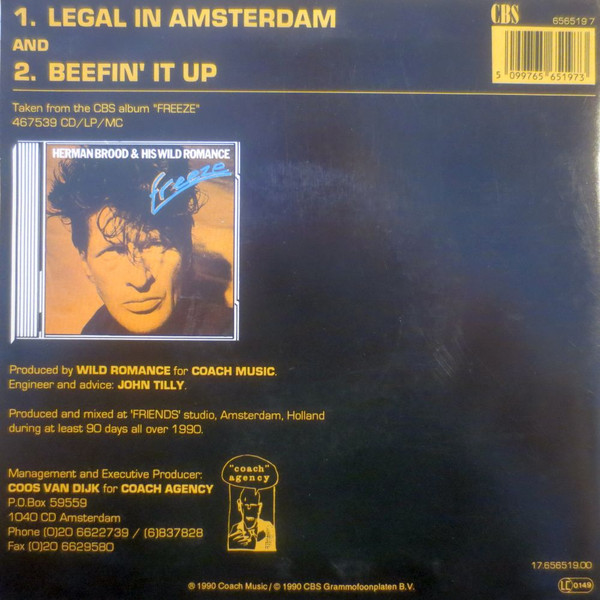 1. LEGAL IN AMSTERDAM
AND
2. BEEFIN' IT UP
CBS
656519 7
5 099765 651973
Taken from the CBS album "FREEZE"
467539 CD/LP/MC
HERMAN BROOD & HIS WILD ROMANCE
freeze
Produced by WILD ROMANCE for COACH MUSIC.
Engineer and advice: JOHN TILLY.
Produced and mixed at 'FRIENDS' studio, Amsterdam, Holland
during at least 90 days all over 1990.
Management and Executive Producer:
COOS VAN DIJK for COACH AGENCY
P.O.Box 59559
1040 CD Amsterdam
Phone (0)20 6622739 / (6)837828
Fax (0)20 6629580
"coach"
agency
17.656519.00
℗ 1990 Coach Music/ © 1990 CBS Grammofoonplaten B.V.
LC 0149